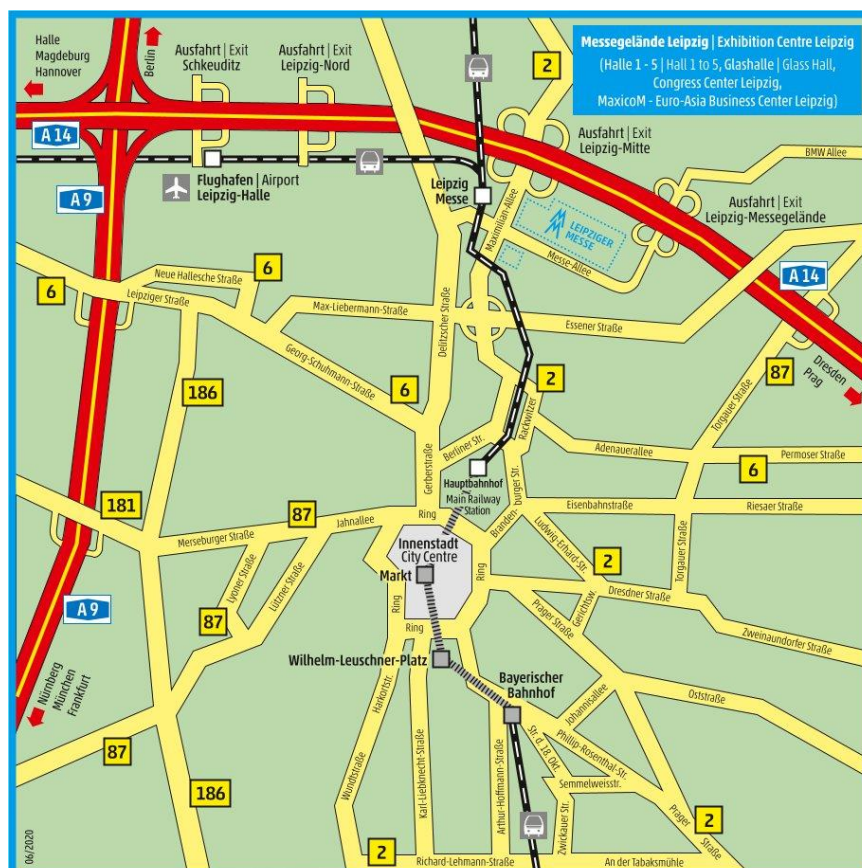 Halle
Magdeburg
Hannover
Berlin
Ausfahrt | Exit
Schkeuditz
Ausfahrt | Exit
Leipzig-Nord
2
Messegelände Leipzig | Exhibition Centre Leipzig
(Halle 1 - 5 | Hall 1 to 5, Glashalle | Glass Hall,
Congress Center Leipzig,
MaxicoM - Euro-Asia Business Center Leipzig)
A 14
Ausfahrt | Exit
Leipzig-Mitte
BMW Allee
A 9
Flughafen | Airport
Leipzig-Halle
Leipzig
Messe
Maximilian-Allee
LEIPZIGER
MESSE
Ausfahrt | Exit
Leipzig-Messegelände
Messe-Allee
A 14
6
Neue Hallesche Straße
6
Leipziger Straße
Max-Liebermann-Straße
Delitzscher Straße
Essener Straße
Georg-Schuhmann-Straße
Dresden
Prag
87
186
6
2
Torgauer Straße
Rackwitzer
Berliner Str.
Adenauerallee
Permoser Straße
6
Gerberstraße
Hauptbahnhof
Main Railway
Station
Branden-
burger Str.
Eisenbahnstraße
Riesaer Straße
181
87
Merseburger Straße
Jahnallee
Ring
Ludwig-Erhard-Str.
2
Torgauer Straße
Innenstadt
City Centre
Markt
Ring
Ring
Dresdner Straße
Lyoner Straße
Lützner Straße
Prager Straße
Gerichtsw.
A 9
87
Ring
Zweinaundorfer Straße
Wilhelm-Leuschner-Platz
Bayerischer
Bahnhof
Nürnberg
München
Frankfurt
Harkortstr.
Johannisallee
Oststraße
87
Wundtstraße
Karl-Liebknecht-Straße
Arthur-Hoffmann-Straße
Str. d. 18. Okt.
Phillip-Rosenthal-Str.
Semmelweisstr.
186
Zwickauer Str.
Prager
Straße
2
06/2020
2
Richard-Lehmann-Straße
An der Tabaksmühle